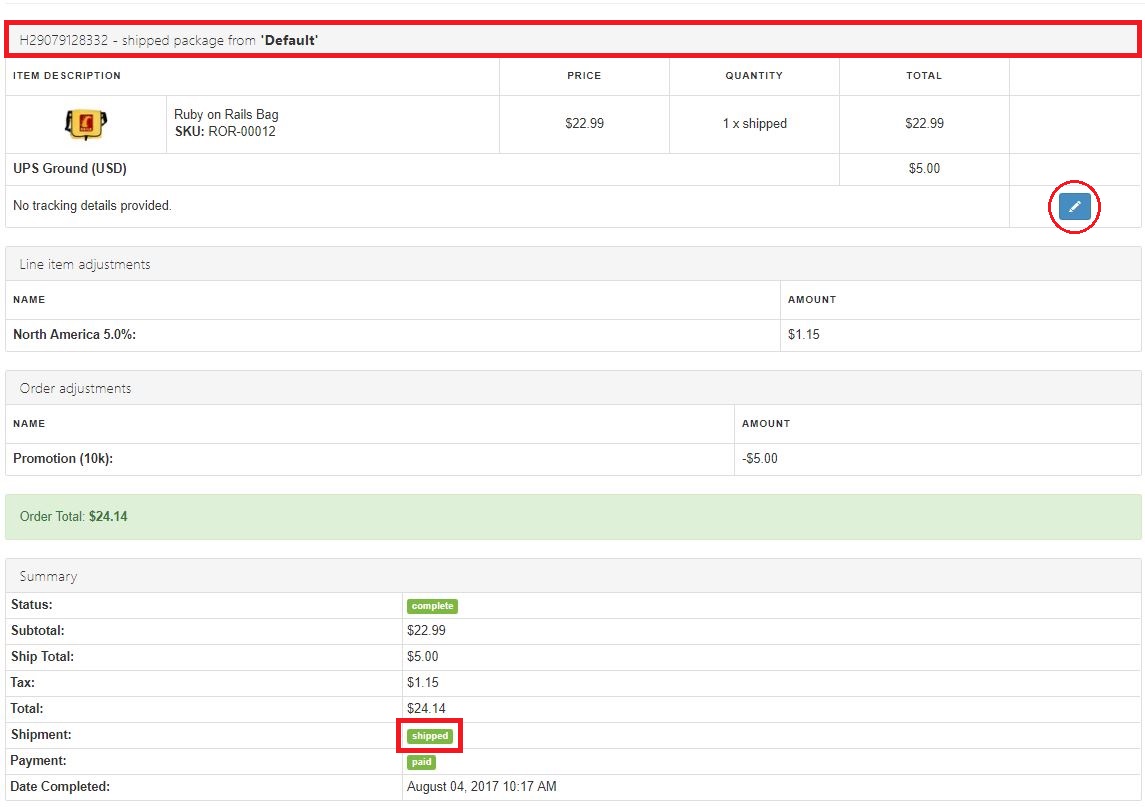 H29079128332 - shipped package from 'Default'
ITEM DESCRIPTION PRICE QUANTITY TOTAL
Ruby on Rails Bag
SKU: ROR-00012
$22.99 1 x shipped $22.99
UPS Ground (USD) $5.00
No tracking details provided.
Line item adjustments
NAME AMOUNT
North America 5.0%: $1.15
Order adjustments
NAME AMOUNT
Promotion (10k): -$5.00
Order Total: $24.14
Summary
Status: complete
Subtotal: $22.99
Ship Total: $5.00
Tax: $1.15
Total: $24.14
Shipment: shipped
Payment: paid
Date Completed: August 04, 2017 10:17 AM